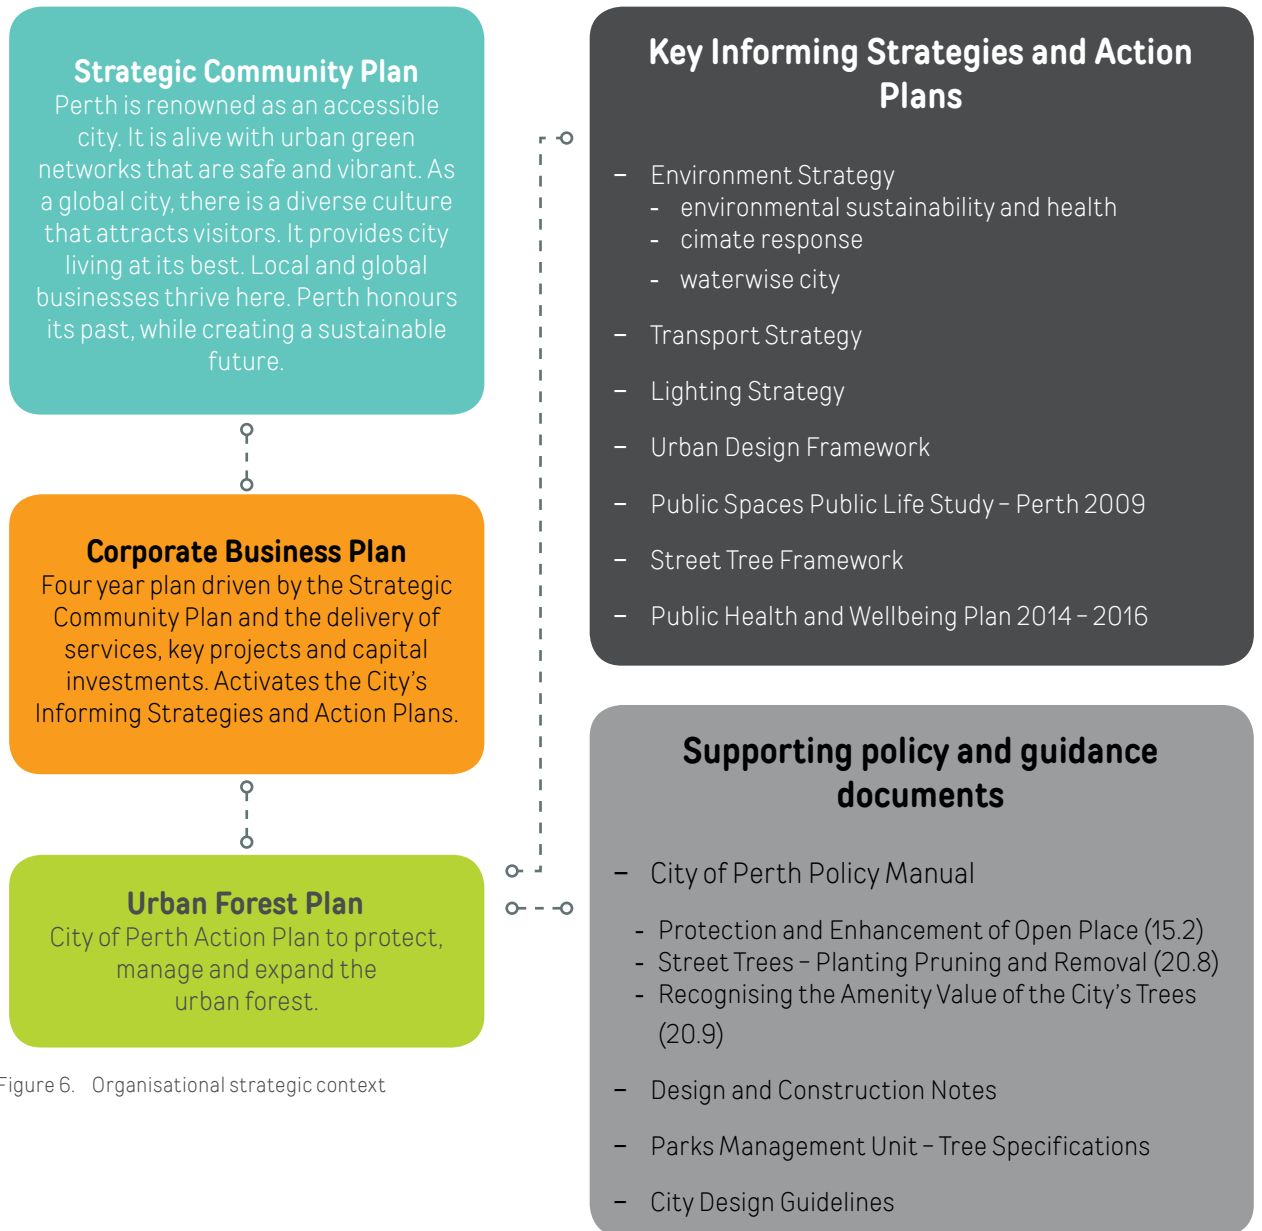 Strategic Community Plan
Perth is renowned as an accessible
city. It is alive with urban green
networks that are safe and vibrant. As
a global city, there is a diverse culture
that attracts visitors. It provides city
living at its best. Local and global
businesses thrive here. Perth honours
its past, while creating a sustainable
future.
Corporate Business Plan
Four year plan driven by the Strategic
Community Plan and the delivery of
services, key projects and capital
investments. Activates the City's
Informing Strategies and Action Plans.
Urban Forest Plan
City of Perth Action Plan to protect,
manage and expand the
urban forest.
Figure 6. Organisational strategic context
Key Informing Strategies and Action
Plans
– Environment Strategy
- environmental sustainability and health
- cimate response
- waterwise city
– Transport Strategy
– Lighting Strategy
– Urban Design Framework
– Public Spaces Public Life Study – Perth 2009
– Street Tree Framework
– Public Health and Wellbeing Plan 2014 – 2016
Supporting policy and guidance
documents
– City of Perth Policy Manual
- Protection and Enhancement of Open Place (15.2)
- Street Trees – Planting Pruning and Removal (20.8)
- Recognising the Amenity Value of the City's Trees
(20.9)
– Design and Construction Notes
– Parks Management Unit – Tree Specifications
– City Design Guidelines